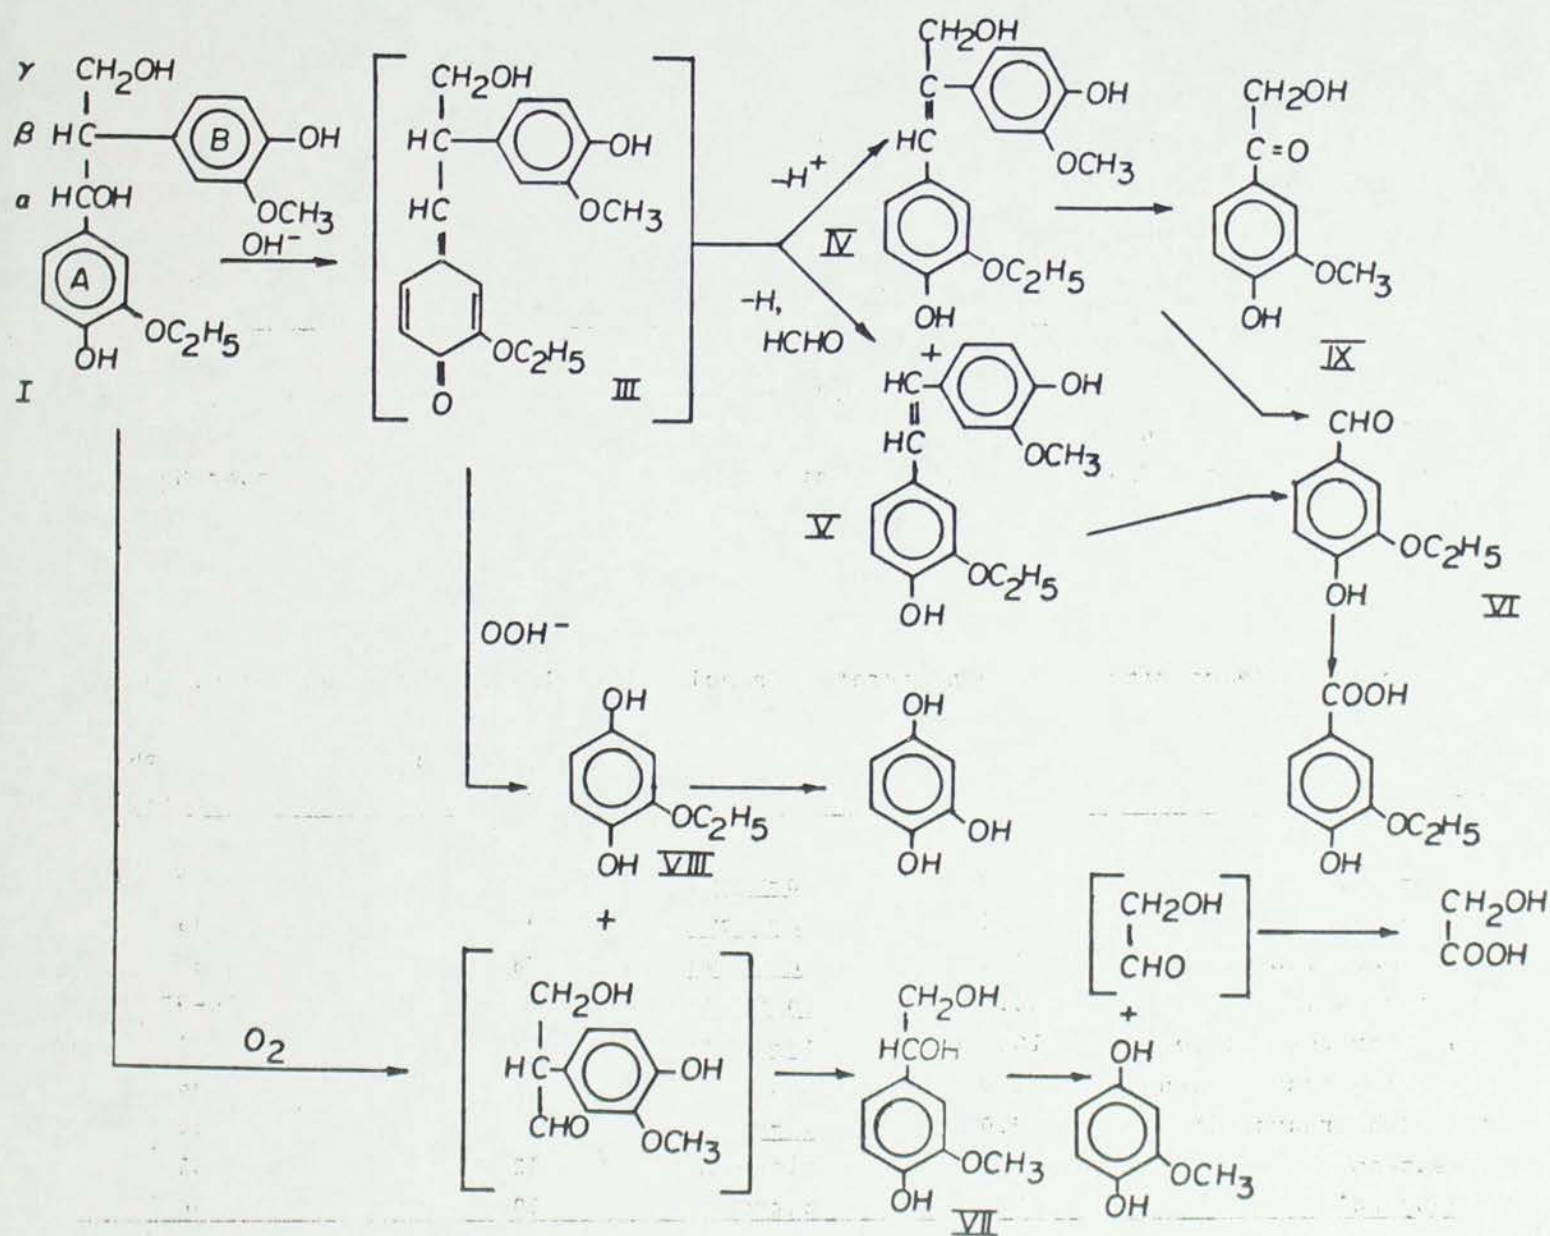 γ CH2OH
β HC B OH
α HCOH
OCH3
A
OC2H5
OH
I
OH⁻
CH2OH
HC OH
OCH3
HC
OC2H5
O
III
-H⁺
-H,
HCHO
CH2OH
C OH
HC OCH3
IV
OC2H5
OH
+
HC OH
HC OCH3
V
OC2H5
OH
CH2OH
C=O
OCH3
OH
IX
CHO
OC2H5
OH
VI
COOH
OC2H5
OH
OOH⁻
OH
OC2H5
OH VIII
OH
OH
OH
+
O2
CH2OH
HC OH
CHO OCH3
CH2OH
HCOH
OCH3
OH
VII
CH2OH
CHO
+
OH
OCH3
OH
CH2OH
COOH